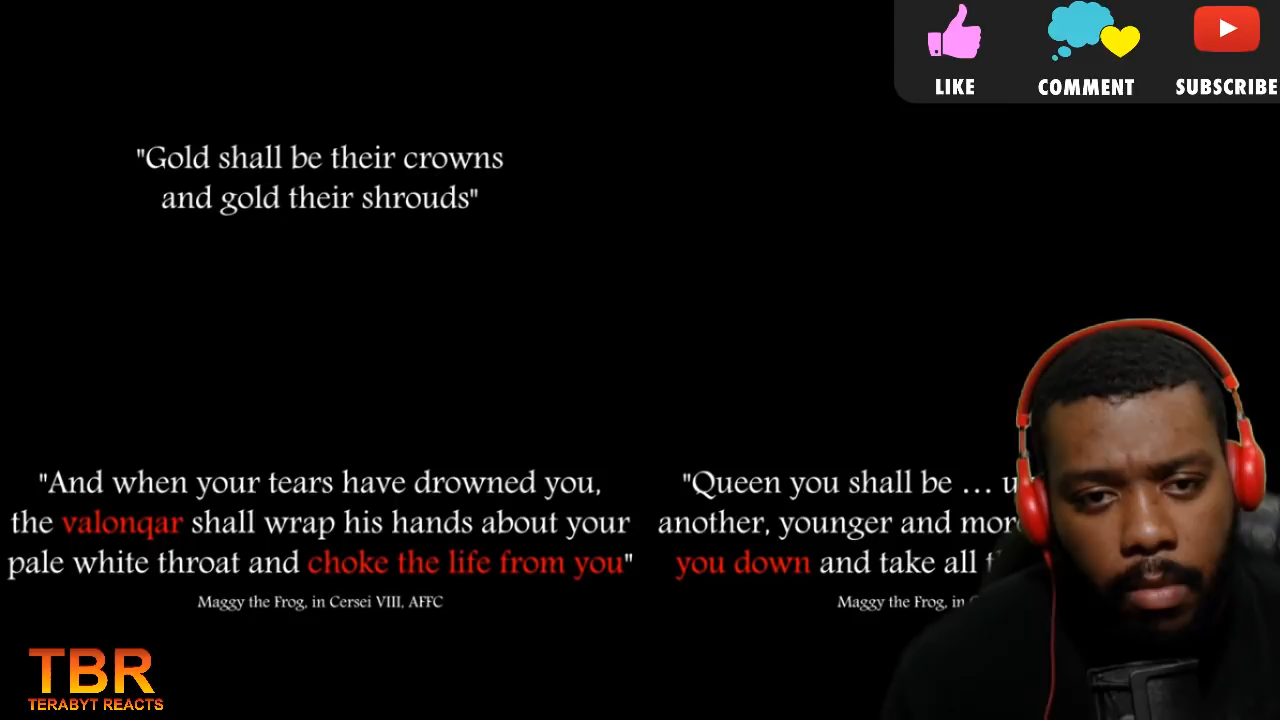 LIKE
COMMENT
SUBSCRIBE
"Gold shall be their crowns
and gold their shrouds"
"And when your tears have drowned you,
the valonqar shall wrap his hands about your
pale white throat and choke the life from you"
Maggy the Frog, in Cersei VIII, AFFC
"Queen you shall be ...
another, younger and
you down and take all
Maggy the Frog, in
TBR
TERABYT REACTS